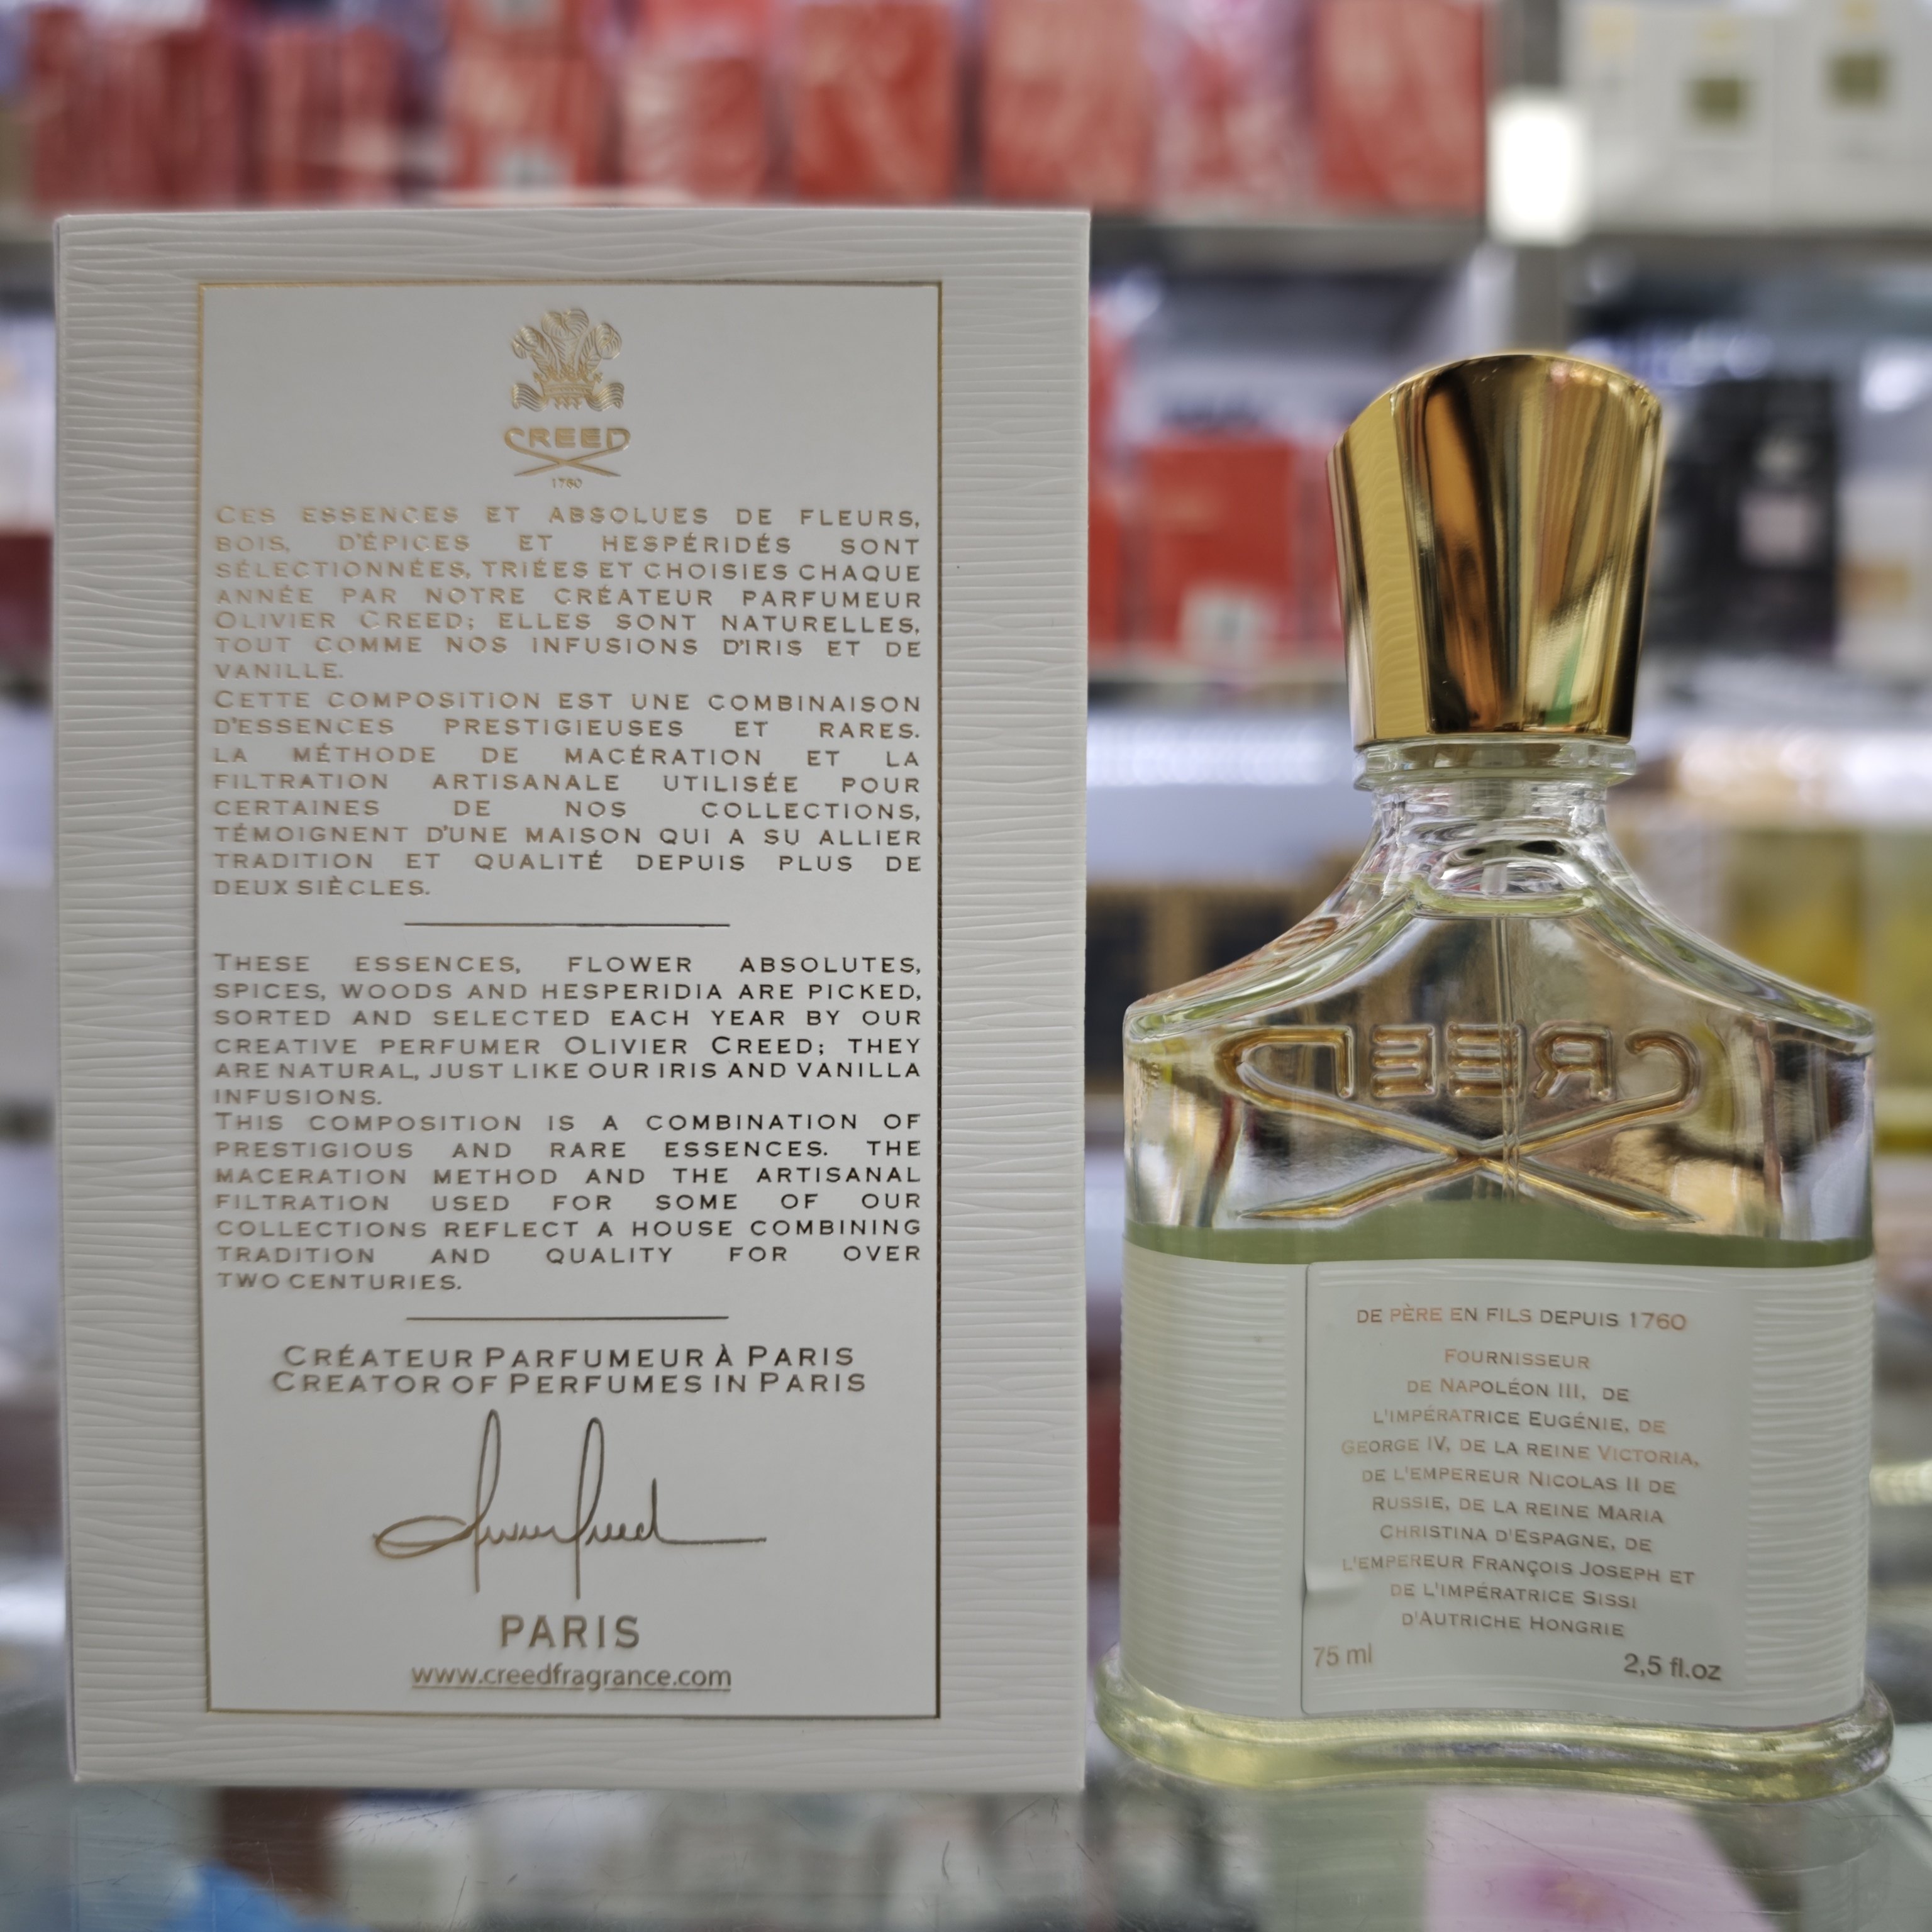 CREED
1760
CES ESSENCES ET ABSOLUES DE FLEURS,
BOIS, D'ÉPICES ET HESPÉRIDÉS SONT
SÉLECTIONNÉES, TRIÉES ET CHOISIES CHAQUE
ANNÉE PAR NOTRE CRÉATEUR PARFUMEUR
OLIVIER CREED; ELLES SONT NATURELLES,
TOUT COMME NOS INFUSIONS D'IRIS ET DE
VANILLE.
CETTE COMPOSITION EST UNE COMBINAISON
D'ESSENCES PRESTIGIEUSES ET RARES.
LA MÉTHODE DE MACÉRATION ET LA
FILTRATION ARTISANALE UTILISÉE POUR
CERTAINES DE NOS COLLECTIONS,
TÉMOIGNENT D'UNE MAISON QUI A SU ALLIER
TRADITION ET QUALITÉ DEPUIS PLUS DE
DEUX SIÈCLES.
THESE ESSENCES, FLOWER ABSOLUTES,
SPICES, WOODS AND HESPERIDIA ARE PICKED,
SORTED AND SELECTED EACH YEAR BY OUR
CREATIVE PERFUMER OLIVIER CREED; THEY
ARE NATURAL, JUST LIKE OUR IRIS AND VANILLA
INFUSIONS.
THIS COMPOSITION IS A COMBINATION OF
PRESTIGIOUS AND RARE ESSENCES. THE
MACERATION METHOD AND THE ARTISANAL
FILTRATION USED FOR SOME OF OUR
COLLECTIONS REFLECT A HOUSE COMBINING
TRADITION AND QUALITY FOR OVER
TWO CENTURIES.
CRÉATEUR PARFUMEUR À PARIS
CREATOR OF PERFUMES IN PARIS
Olivier Creed
PARIS
www.creedfragrance.com
CREED
DE PÈRE EN FILS DEPUIS 1760
FOURNISSEUR
DE NAPOLÉON III, DE
L'IMPÉRATRICE EUGÉNIE, DE
GEORGE IV, DE LA REINE VICTORIA,
DE L'EMPEREUR NICOLAS II DE
RUSSIE, DE LA REINE MARIA
CHRISTINA D'ESPAGNE, DE
L'EMPEREUR FRANÇOIS JOSEPH ET
DE L'IMPÉRATRICE SISSI
D'AUTRICHE HONGRIE
75 ml 2,5 fl.oz